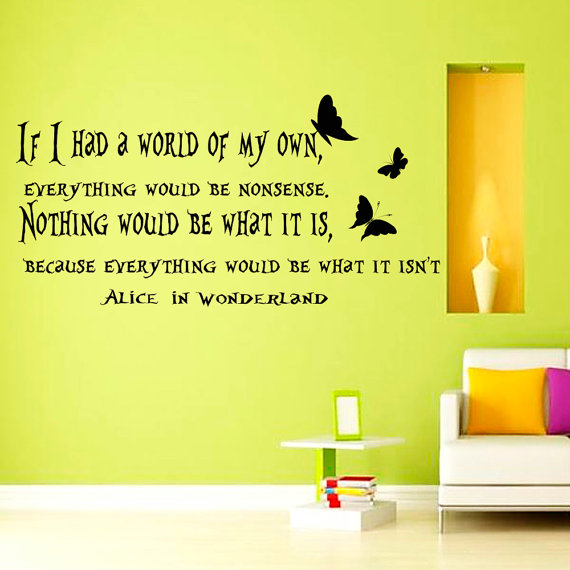 If I had a world of my own,
everything would be nonsense.
Nothing would be what it is,
because everything would be what it isn't
Alice in Wonderland